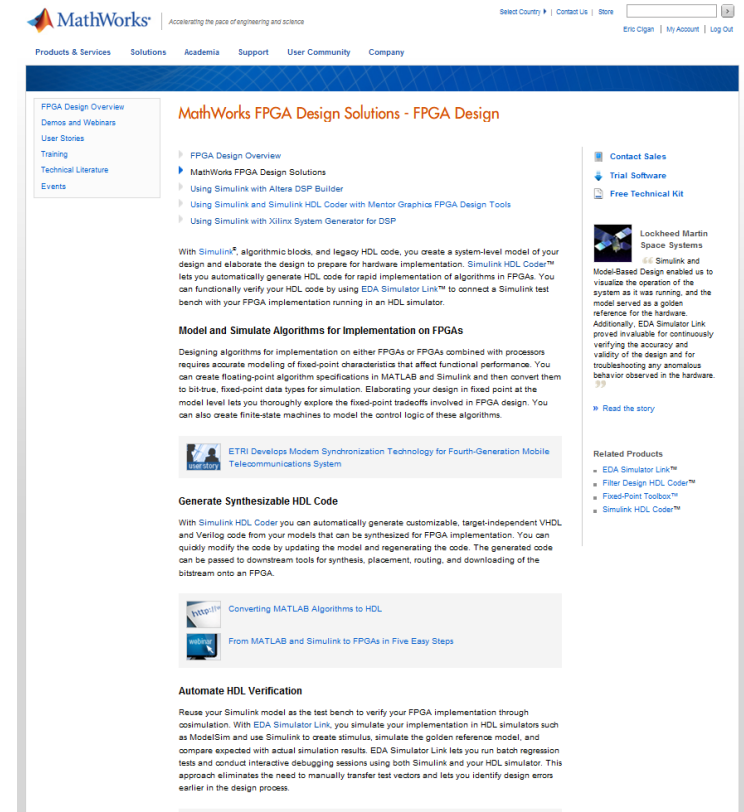 MathWorks® Accelerating the pace of engineering and science
Select Country | Contact Us | Store
Eric Cigan | My Account | Log Out
Products & Services Solutions Academia Support User Community Company
FPGA Design Overview
Demos and Webinars
User Stories
Training
Technical Literature
Events
MathWorks FPGA Design Solutions - FPGA Design
FPGA Design Overview
MathWorks FPGA Design Solutions
Using Simulink with Altera DSP Builder
Using Simulink and Simulink HDL Coder with Mentor Graphics FPGA Design Tools
Using Simulink with Xilinx System Generator for DSP
With Simulink®, algorithmic blocks, and legacy HDL code, you create a system-level model of your
design and elaborate the design to prepare for hardware implementation. Simulink HDL Coder™
lets you automatically generate HDL code for rapid implementation of algorithms in FPGAs. You
can functionally verify your HDL code by using EDA Simulator Link™ to connect a Simulink test
bench with your FPGA implementation running in an HDL simulator.
Model and Simulate Algorithms for Implementation on FPGAs
Designing algorithms for implementation on either FPGAs or FPGAs combined with processors
requires accurate modeling of fixed-point characteristics that affect functional performance. You
can create floating-point algorithm specifications in MATLAB and Simulink and then convert them
to bit-true, fixed-point data types for simulation. Elaborating your design in fixed point at the
model level lets you thoroughly explore the fixed-point tradeoffs involved in FPGA design. You
can also create finite-state machines to model the control logic of these algorithms.
user story
ETRI Develops Modem Synchronization Technology for Fourth-Generation Mobile
Telecommunications System
Generate Synthesizable HDL Code
With Simulink HDL Coder you can automatically generate customizable, target-independent VHDL
and Verilog code from your models that can be synthesized for FPGA implementation. You can
quickly modify the code by updating the model and regenerating the code. The generated code
can be passed to downstream tools for synthesis, placement, routing, and downloading of the
bitstream onto an FPGA.
http://
Converting MATLAB Algorithms to HDL
webinar
From MATLAB and Simulink to FPGAs in Five Easy Steps
Automate HDL Verification
Reuse your Simulink model as the test bench to verify your FPGA implementation through
cosimulation. With EDA Simulator Link, you simulate your implementation in HDL simulators such
as ModelSim and use Simulink to create stimulus, simulate the golden reference model, and
compare expected with actual simulation results. EDA Simulator Link lets you run batch regression
tests and conduct interactive debugging sessions using both Simulink and your HDL simulator. This
approach eliminates the need to manually transfer test vectors and lets you identify design errors
earlier in the design process.
Contact Sales
Trial Software
Free Technical Kit
Lockheed Martin
Space Systems
“ Simulink and
Model-Based Design enabled us to
visualize the operation of the
system as it was running, and the
model served as a golden
reference for the hardware.
Additionally, EDA Simulator Link
proved invaluable for continuously
verifying the accuracy and
validity of the design and for
troubleshooting any anomalous
behavior observed in the hardware.
”
» Read the story
Related Products
EDA Simulator Link™
Filter Design HDL Coder™
Fixed-Point Toolbox™
Simulink HDL Coder™